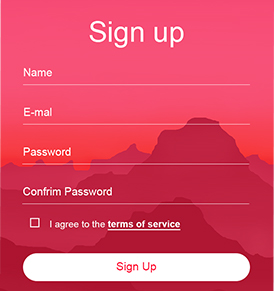 Sign up
Name
E-mal
Password
Confrim Password
I agree to the terms of service
Sign Up